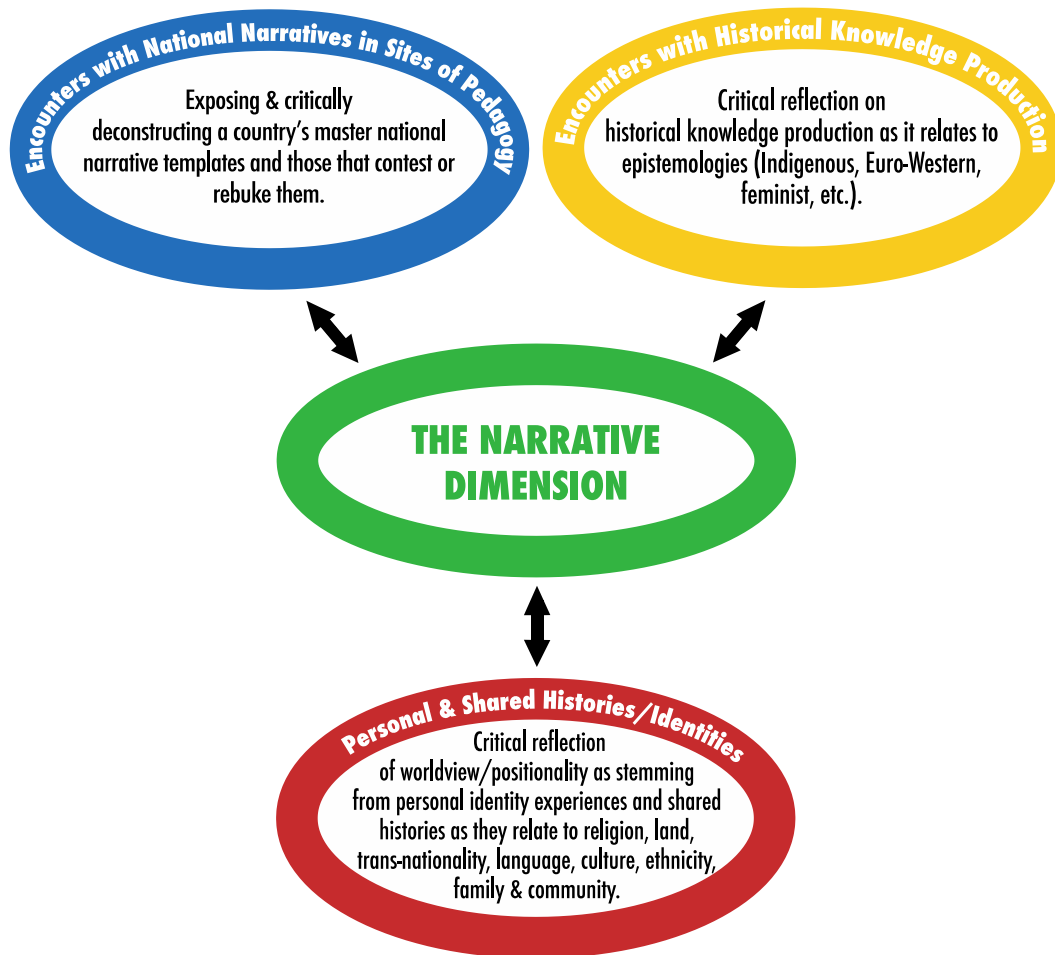 Encounters with National Narratives in Sites of Pedagogy
Exposing & critically
deconstructing a country's master national
narrative templates and those that contest or
rebuke them.
Encounters with Historical Knowledge Production
Critical reflection on
historical knowledge production as it relates to
epistemologies (Indigenous, Euro-Western,
feminist, etc.).
THE NARRATIVE
DIMENSION
Personal & Shared Histories/Identities
Critical reflection
of worldview/positionality as stemming
from personal identity experiences and shared
histories as they relate to religion, land,
trans-nationality, language, culture, ethnicity,
family & community.